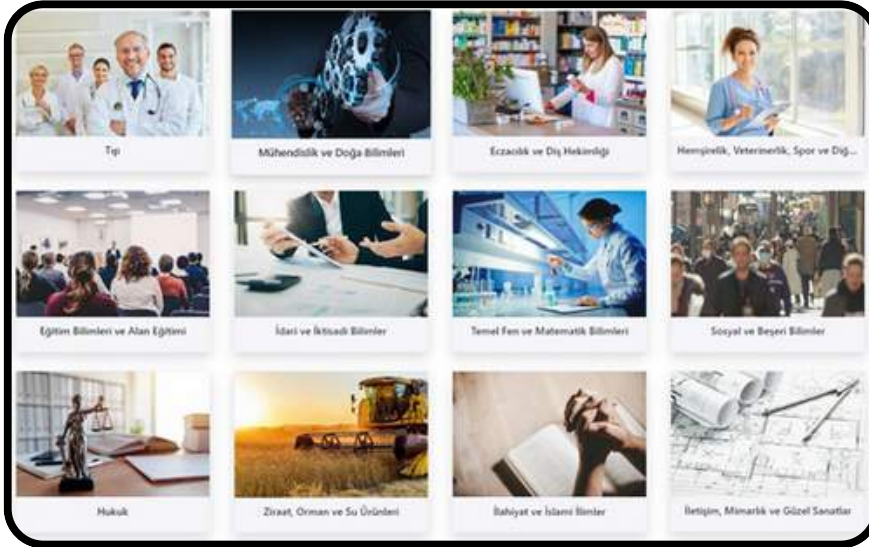 Tıp
Mühendislik ve Doğa Bilimleri
Eczacılık ve Diş Hekimliği
Hemşirelik, Veterinerlik, Spor ve Diğ...
Eğitim Bilimleri ve Alan Eğitimi
İdari ve İktisadi Bilimler
Temel Fen ve Matematik Bilimleri
Sosyal ve Beşeri Bilimler
Hukuk
Ziraat, Orman ve Su Ürünleri
İlahiyat ve İslami İlimler
İletişim, Mimarlık ve Güzel Sanatlar